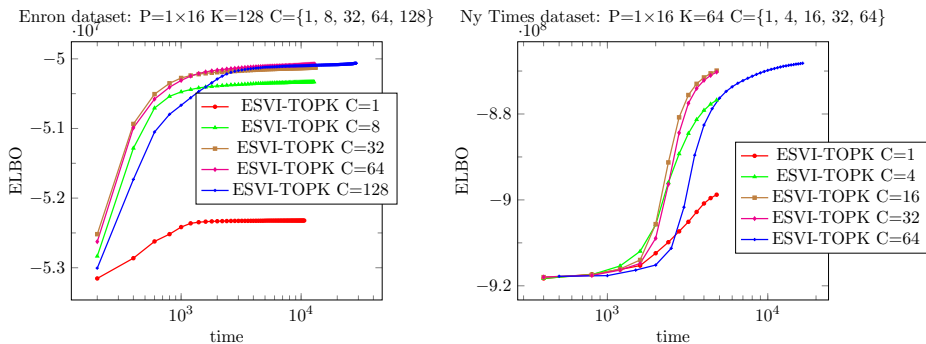 Enron dataset: P=1×16 K=128 C={1, 8, 32, 64, 128}
·10⁷
−5
−5.1
−5.2
−5.3
ELBO
ESVI-TOPK C=1
ESVI-TOPK C=8
ESVI-TOPK C=32
ESVI-TOPK C=64
ESVI-TOPK C=128
10³
10⁴
time
Ny Times dataset: P=1×16 K=64 C={1, 4, 16, 32, 64}
·10⁸
−8.8
−9
−9.2
ELBO
ESVI-TOPK C=1
ESVI-TOPK C=4
ESVI-TOPK C=16
ESVI-TOPK C=32
ESVI-TOPK C=64
10³
10⁴
time